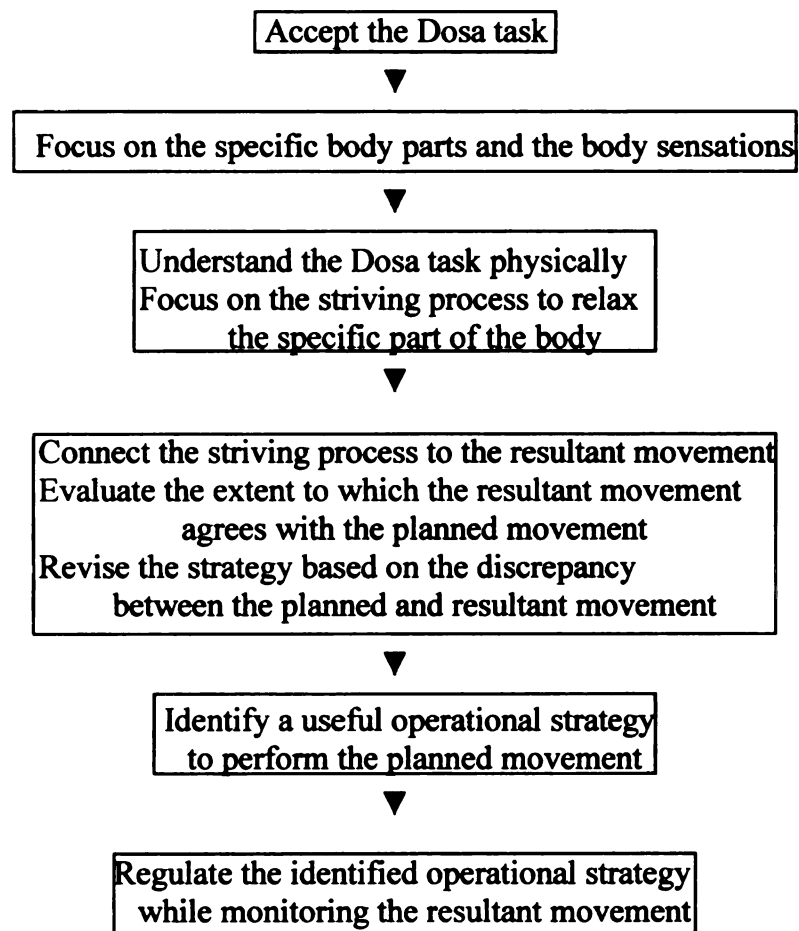 Accept the Dosa task
Focus on the specific body parts and the body sensations
Understand the Dosa task physically
Focus on the striving process to relax
the specific part of the body
Connect the striving process to the resultant movement
Evaluate the extent to which the resultant movement
agrees with the planned movement
Revise the strategy based on the discrepancy
between the planned and resultant movement
Identify a useful operational strategy
to perform the planned movement
Regulate the identified operational strategy
while monitoring the resultant movement